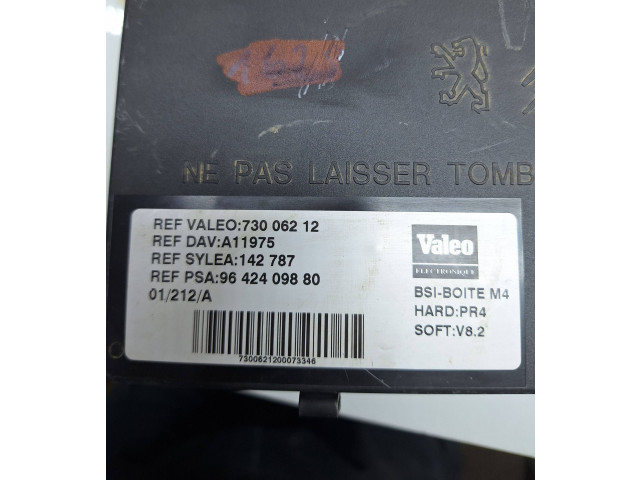 NE PAS LAISSER TOMB
REF VALEO:730 062 12
REF DAV:A11975
REF SYLEA:142 787
REF PSA:96 424 098 80
01/212/A
7300621200073346
Valeo
ELECTRONIQUE
BSI-BOITE M4
HARD:PR4
SOFT:V8.2